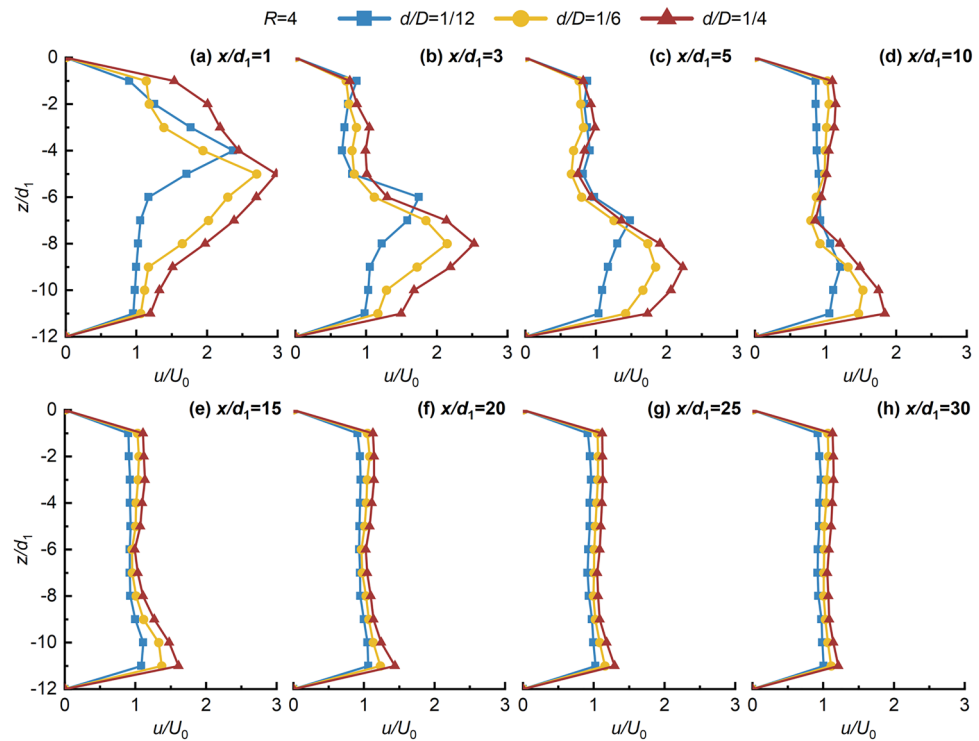 R=4 d/D=1/12 d/D=1/6 d/D=1/4
(a) x/d₁=1 (b) x/d₁=3 (c) x/d₁=5 (d) x/d₁=10
0
-2
-4
-6
-8
-10
-12
z/d₁
0 1 2 3 0 1 2 3 0 1 2 3 0 1 2 3
u/U₀ u/U₀ u/U₀ u/U₀
(e) x/d₁=15 (f) x/d₁=20 (g) x/d₁=25 (h) x/d₁=30
0
-2
-4
-6
-8
-10
-12
z/d₁
0 1 2 3 0 1 2 3 0 1 2 3 0 1 2 3
u/U₀ u/U₀ u/U₀ u/U₀